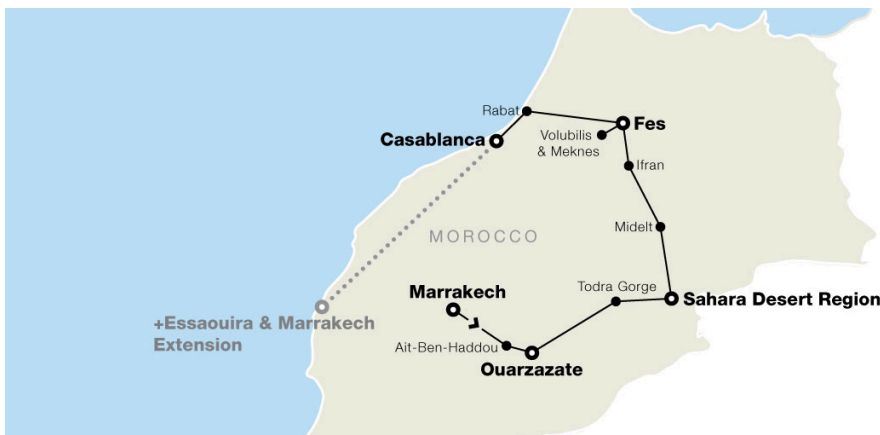 Rabat
Fes
Casablanca
Volubilis
& Meknes
Ifran
MOROCCO
Midelt
Todra Gorge
Marrakech
Sahara Desert Region
+Essaouira & Marrakech
Extension
Ait-Ben-Haddou
Ouarzazate